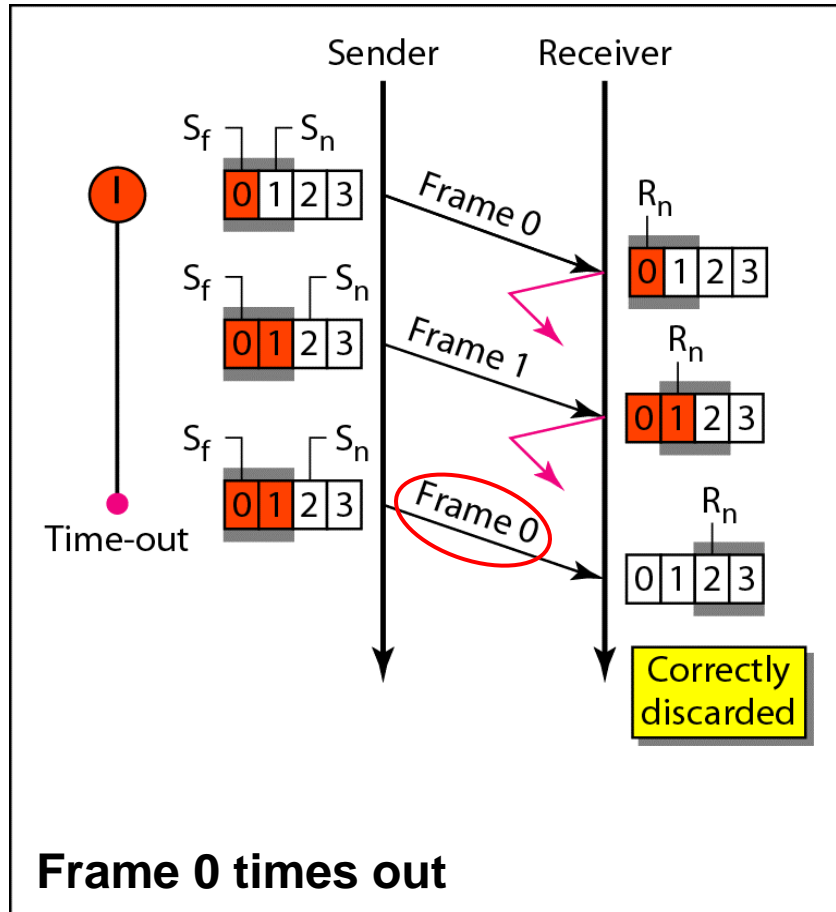 Sender Receiver
Sf Sn
0 1 2 3
Frame 0
Rn
0 1 2 3
Sf Sn
0 1 2 3
Frame 1
Rn
0 1 2 3
Sf Sn
0 1 2 3
Frame 0
Time-out
Rn
0 1 2 3
Correctly
discarded
Frame 0 times out